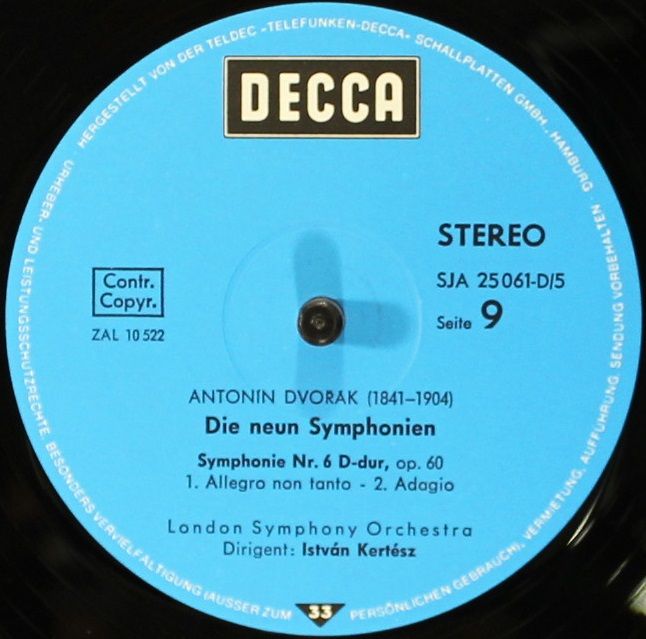 HERGESTELLT VON DER TELDEC »TELEFUNKEN-DECCA« SCHALLPLATTEN GMBH., HAMBURG · URHEBER- UND LEISTUNGSSCHUTZRECHTE, BESONDERS VERVIELFÄLTIGUNG (AUSSER ZUM PERSÖNLICHEN GEBRAUCH), VERMIETUNG, AUFFÜHRUNG, SENDUNG VORBEHALTEN
DECCA
STEREO
SJA 25061-D/5
Seite 9
Contr.
Copyr.
ZAL 10522
ANTONIN DVORAK (1841–1904)
Die neun Symphonien
Symphonie Nr. 6 D-dur, op. 60
1. Allegro non tanto - 2. Adagio
London Symphony Orchestra
Dirigent: István Kertész
33